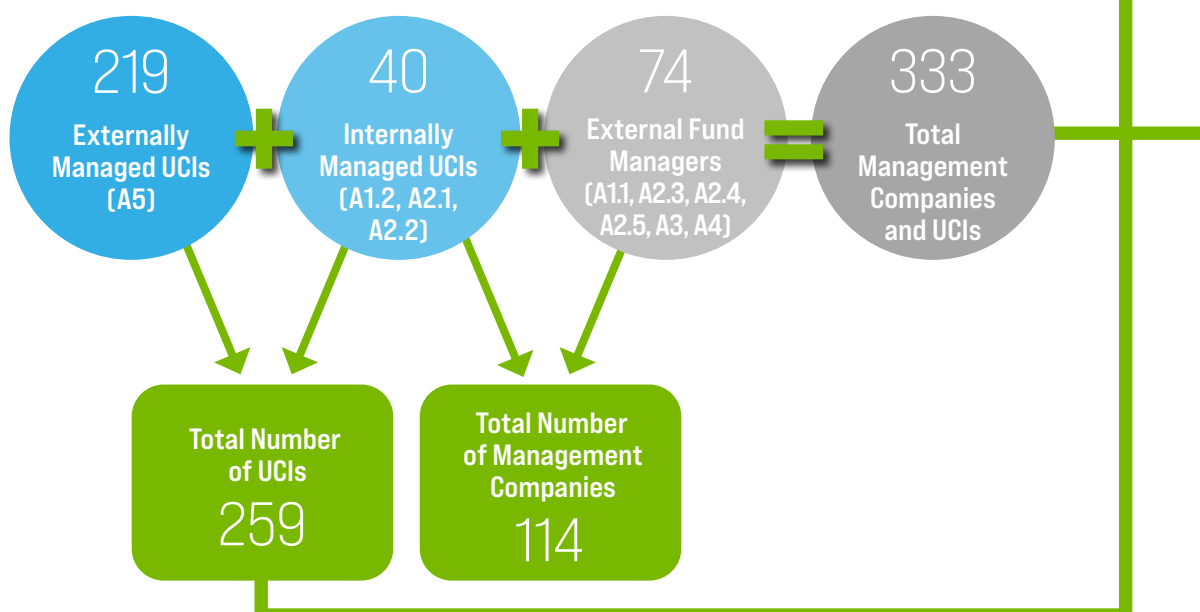 219
Externally
Managed UCIs
(A5)
+
40
Internally
Managed UCIs
(A1.2, A2.1,
A2.2)
+
74
External Fund
Managers
(A1.1, A2.3, A2.4,
A2.5, A3, A4)
=
333
Total
Management
Companies
and UCIs
Total Number
of UCIs
259
Total Number
of Management
Companies
114